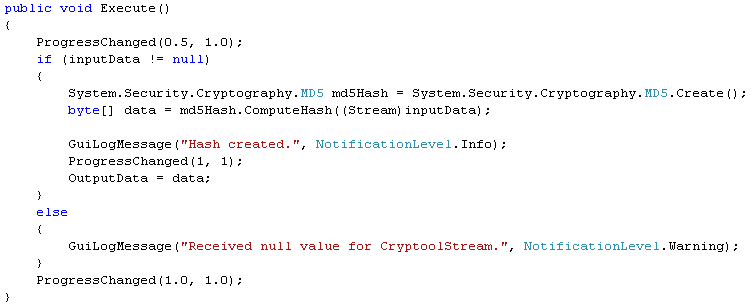 public void Execute()
{
    ProgressChanged(0.5, 1.0);
    if (inputData != null)
    {
        System.Security.Cryptography.MD5 md5Hash = System.Security.Cryptography.MD5.Create();
        byte[] data = md5Hash.ComputeHash((Stream)inputData);

        GuiLogMessage("Hash created.", NotificationLevel.Info);
        ProgressChanged(1, 1);
        OutputData = data;
    }
    else
    {
        GuiLogMessage("Received null value for CryptoolStream.", NotificationLevel.Warning);
    }
    ProgressChanged(1.0, 1.0);
}